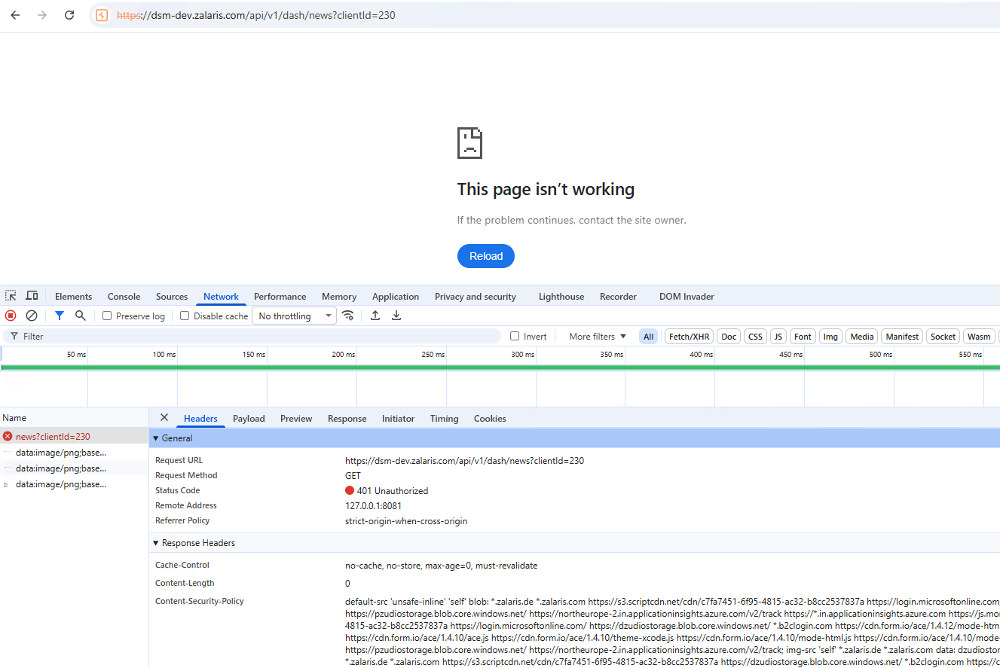 https://dsm-dev.zalaris.com/api/v1/dash/news?clientId=230
This page isn't working
If the problem continues, contact the site owner.
Reload
Elements Console Sources Network Performance Memory Application Privacy and security Lighthouse Recorder DOM Invader
Preserve log Disable cache No throttling
Filter Invert More filters All Fetch/XHR Doc CSS JS Font Img Media Manifest Socket Wasm
50 ms 100 ms 150 ms 200 ms 250 ms 300 ms 350 ms 400 ms 450 ms 500 ms 550 ms
Name Headers Payload Preview Response Initiator Timing Cookies
news?clientId=230
data:image/png;base...
data:image/png;base...
data:image/png;base...
General
Request URL https://dsm-dev.zalaris.com/api/v1/dash/news?clientId=230
Request Method GET
Status Code 401 Unauthorized
Remote Address 127.0.0.1:8081
Referrer Policy strict-origin-when-cross-origin
Response Headers
Cache-Control no-cache, no-store, max-age=0, must-revalidate
Content-Length 0
Content-Security-Policy default-src 'unsafe-inline' 'self' blob: *.zalaris.de *.zalaris.com https://s3.scriptcdn.net/cdn/c7fa7451-6f95-4815-ac32-b8cc2537837a https://login.microsoftonline.com
https://pzudiostorage.blob.core.windows.net/ https://northeurope-2.in.applicationinsights.azure.com/v2/track https://*.in.applicationinsights.azure.com https://js.mo
4815-ac32-b8cc2537837a https://login.microsoftonline.com/ https://dzudiostorage.blob.core.windows.net/ *.b2clogin.com https://cdn.form.io/ace/1.4.12/mode-htm
https://cdn.form.io/ace/1.4.10/ace.js https://cdn.form.io/ace/1.4.10/theme-xcode.js https://cdn.form.io/ace/1.4.10/mode-html.js https://cdn.form.io/ace/1.4.10/mode-
https://pzudiostorage.blob.core.windows.net/ https://northeurope-2.in.applicationinsights.azure.com/v2/track; img-src 'self' *.zalaris.de *.zalaris.com data: dzudiostor
*.zalaris.de *.zalaris.com https://s3.scriptcdn.net/cdn/c7fa7451-6f95-4815-ac32-b8cc2537837a https://dzudiostorage.blob.core.windows.net/ *.b2clogin.com https://c